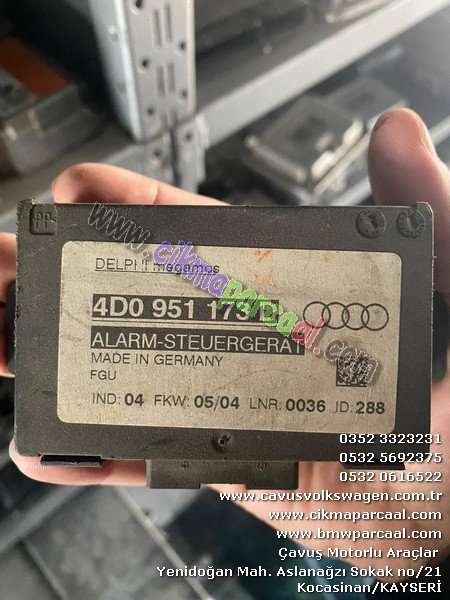 PP
www.cikmaparcaal.com
DELPHI megamos
4D0 951 173
ALARM-STEUERGERÄT
MADE IN GERMANY
FGU
IND: 04 FKW: 05/04 LNR: 0036 JD: 288
0352 3323231
0532 5692375
0532 0616522
www.cavusvolkswagen.com.tr
www.cikmaparcaal.com
www.bmwparcaal.com
Çavuş Motorlu Araçlar
Yenidoğan Mah. Aslanağzı Sokak no/21
Kocasinan/KAYSERİ